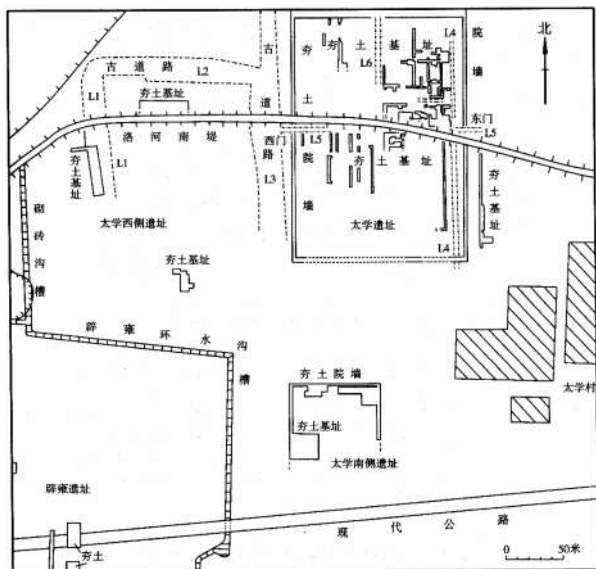 北
夯土基址
院墙
L4
L6
古道路
L2
古道路
夯土
院墙
夯土基址
L1
洛河南堤
西门
L5
东门
L5
L1
夯土基址
L3
夯土基址
夯土基址
太学西侧遗址
太学遗址
砌砖沟槽
夯土基址
L4
辟雍环水沟槽
夯土院墙
太学村
夯土基址
太学南侧遗址
辟雍遗址
现代公路
夯土
0 50米